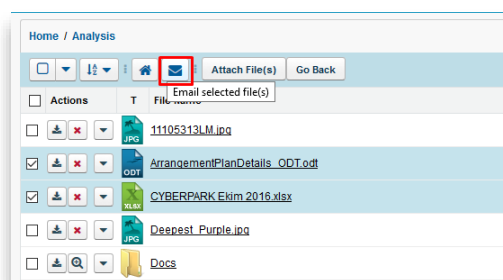 Home / Analysis
Attach File(s) Go Back
Email selected file(s)
Actions T File Name
JPG 11105313LM.jpg
ODT ArrangementPlanDetails_ODT.odt
XLSX CYBERPARK Ekim 2016.xlsx
JPG Deepest_Purple.jpg
Docs